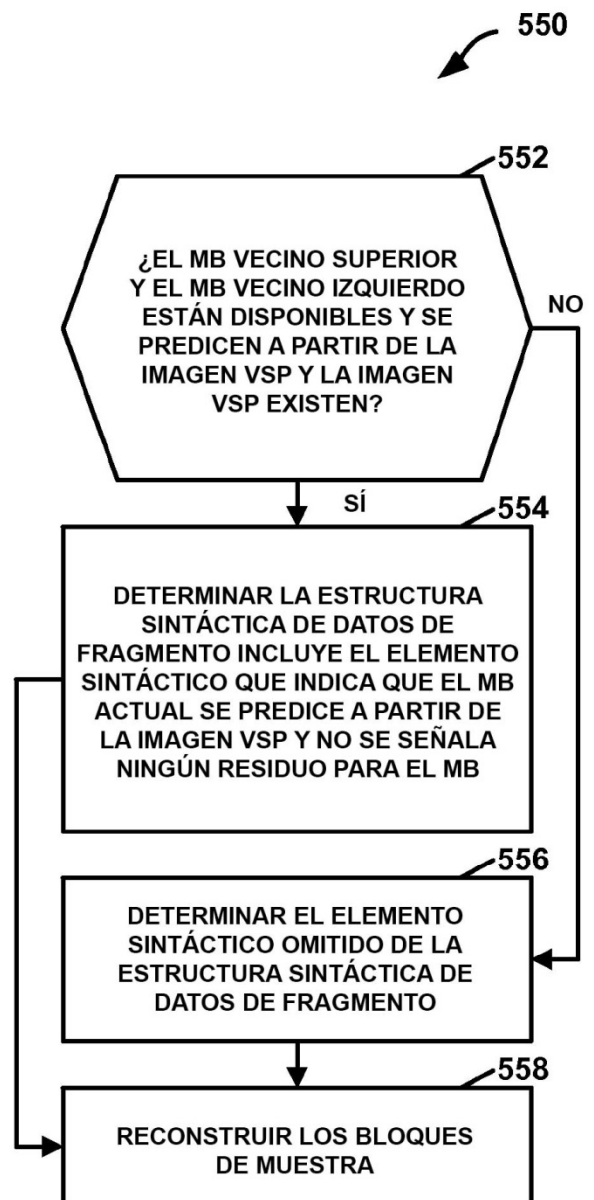 550
552
¿EL MB VECINO SUPERIOR
Y EL MB VECINO IZQUIERDO
ESTÁN DISPONIBLES Y SE
PREDICEN A PARTIR DE LA
IMAGEN VSP Y LA IMAGEN
VSP EXISTEN?
NO
SÍ
554
DETERMINAR LA ESTRUCTURA
SINTÁCTICA DE DATOS DE
FRAGMENTO INCLUYE EL ELEMENTO
SINTÁCTICO QUE INDICA QUE EL MB
ACTUAL SE PREDICE A PARTIR DE
LA IMAGEN VSP Y NO SE SEÑALA
NINGÚN RESIDUO PARA EL MB
556
DETERMINAR EL ELEMENTO
SINTÁCTICO OMITIDO DE LA
ESTRUCTURA SINTÁCTICA DE
DATOS DE FRAGMENTO
558
RECONSTRUIR LOS BLOQUES
DE MUESTRA